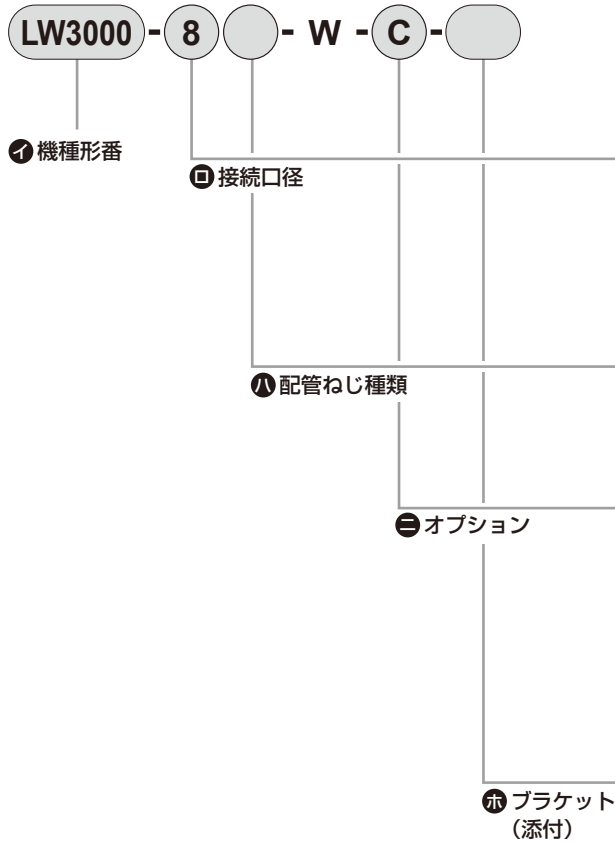 LW3000 - 8 - W - C -
イ 機種形番
ロ 接続口径
ハ 配管ねじ種類
ニ オプション
ホ ブラケット
(添付)